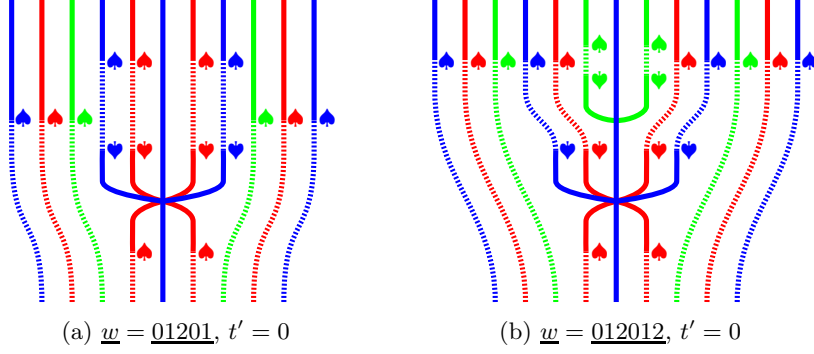 (a) w = 01201, t′ = 0
(b) w = 012012, t′ = 0